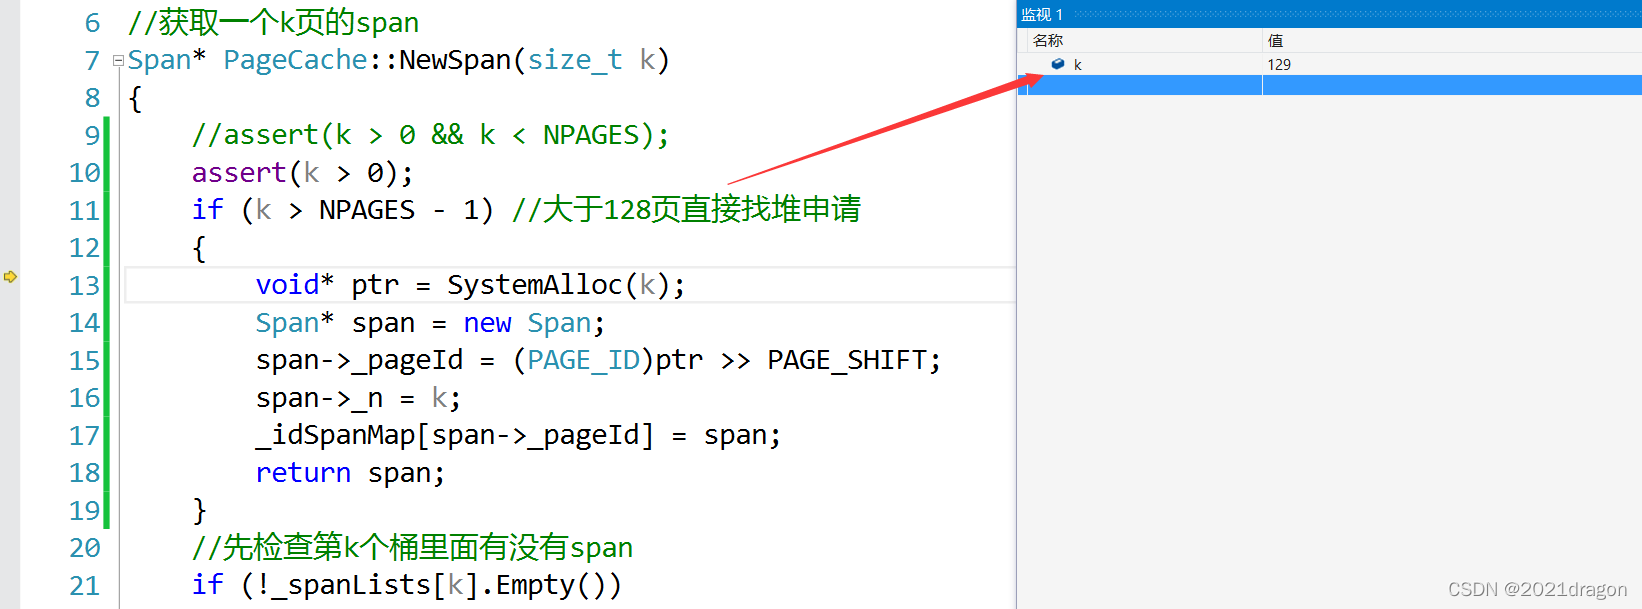 6 //获取一个k页的span
7 Span* PageCache::NewSpan(size_t k)
8 {
9 //assert(k > 0 && k < NPAGES);
10 assert(k > 0);
11 if (k > NPAGES - 1) //大于128页直接找堆申请
12 {
13 void* ptr = SystemAlloc(k);
14 Span* span = new Span;
15 span->_pageId = (PAGE_ID)ptr >> PAGE_SHIFT;
16 span->_n = k;
17 _idSpanMap[span->_pageId] = span;
18 return span;
19 }
20 //先检查第k个桶里面有没有span
21 if (!_spanLists[k].Empty())
监视 1
名称 值
k 129
CSDN @2021dragon